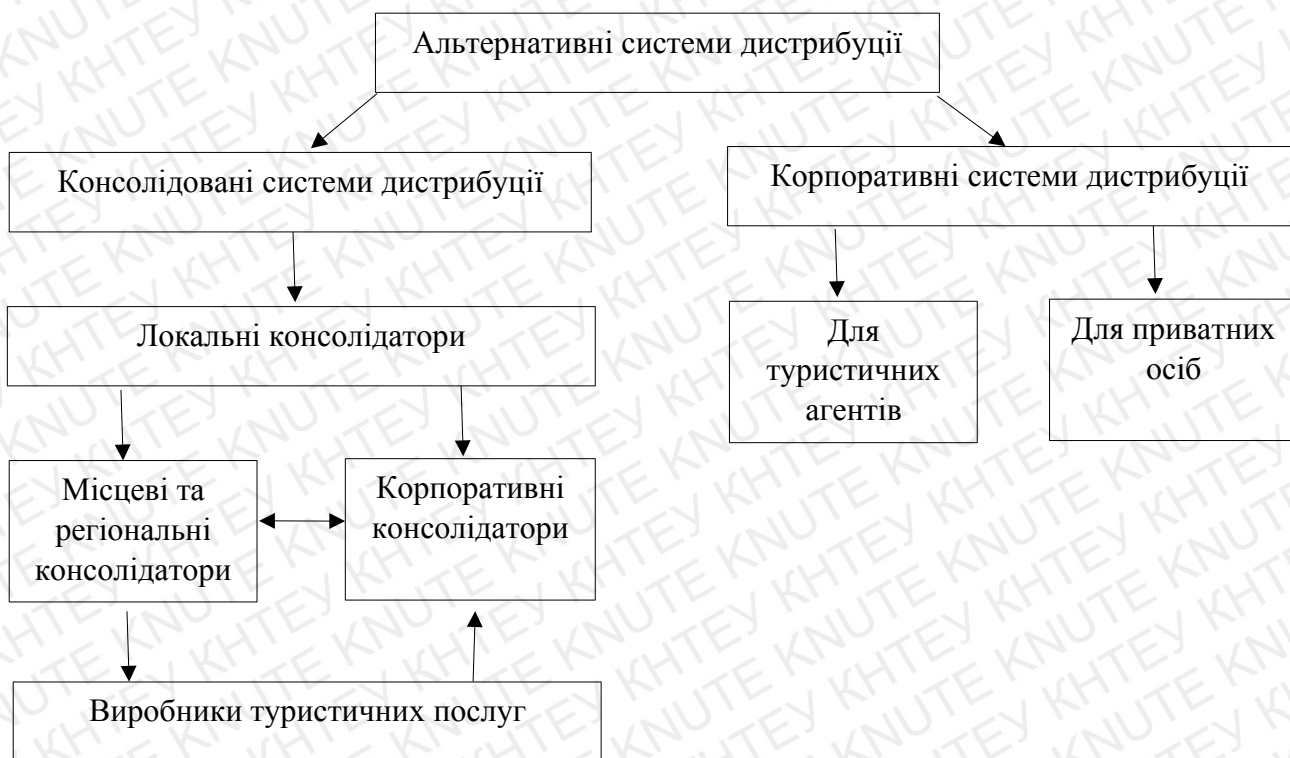 Альтернативні системи дистрибуції
Консолідовані системи дистрибуції
Корпоративні системи дистрибуції
Локальні консолідатори
Для
туристичних
агентів
Для приватних
осіб
Місцеві та
регіональні
консолідатори
Корпоративні
консолідатори
Виробники туристичних послуг